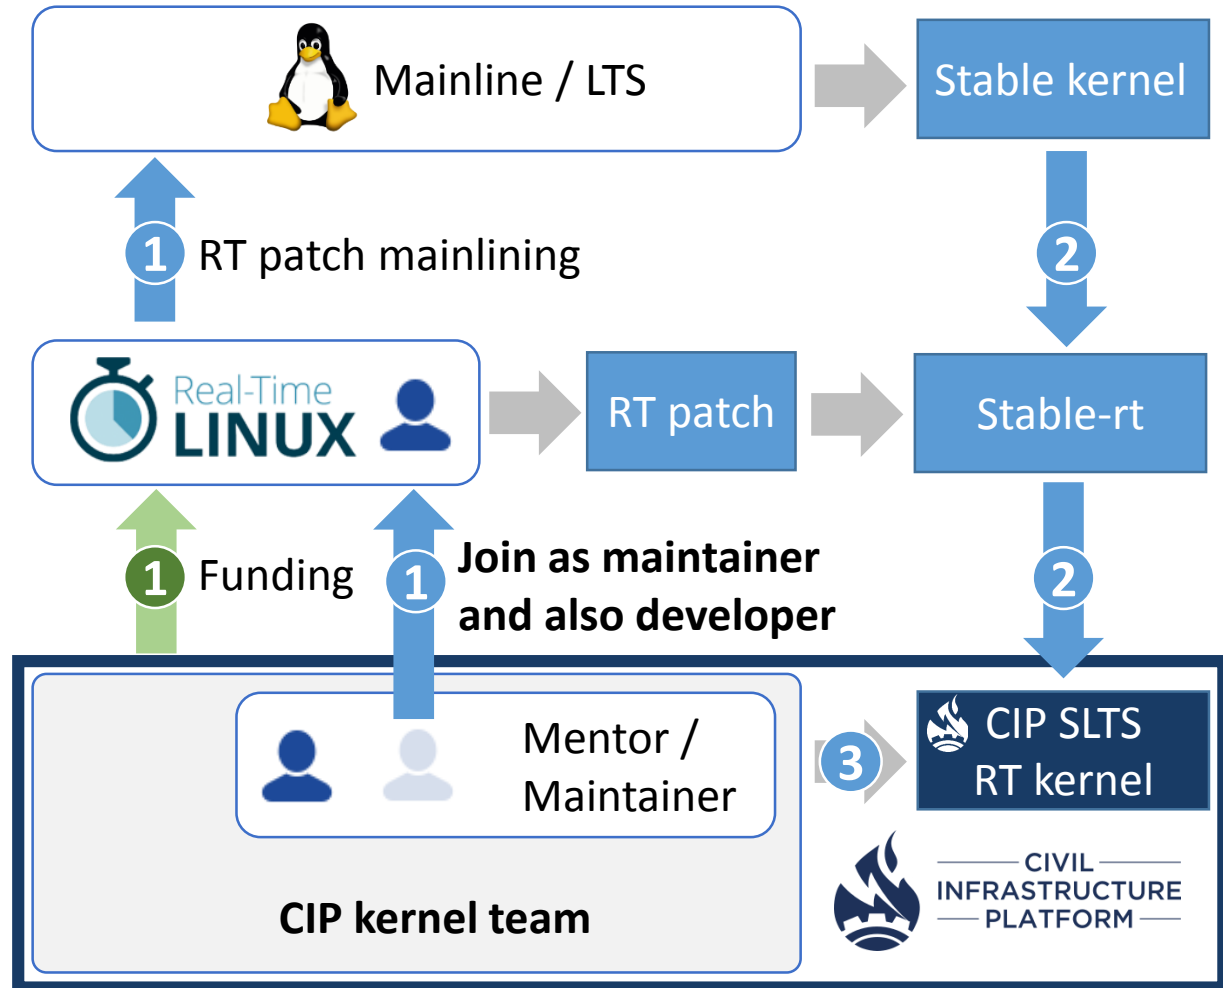 Mainline / LTS
Stable kernel
1
RT patch mainlining
2
Real-Time
LINUX
RT patch
Stable-rt
1
Funding
1
Join as maintainer
and also developer
2
Mentor /
Maintainer
3
CIP SLTS
RT kernel
CIP kernel team
CIVIL
INFRASTRUCTURE
PLATFORM